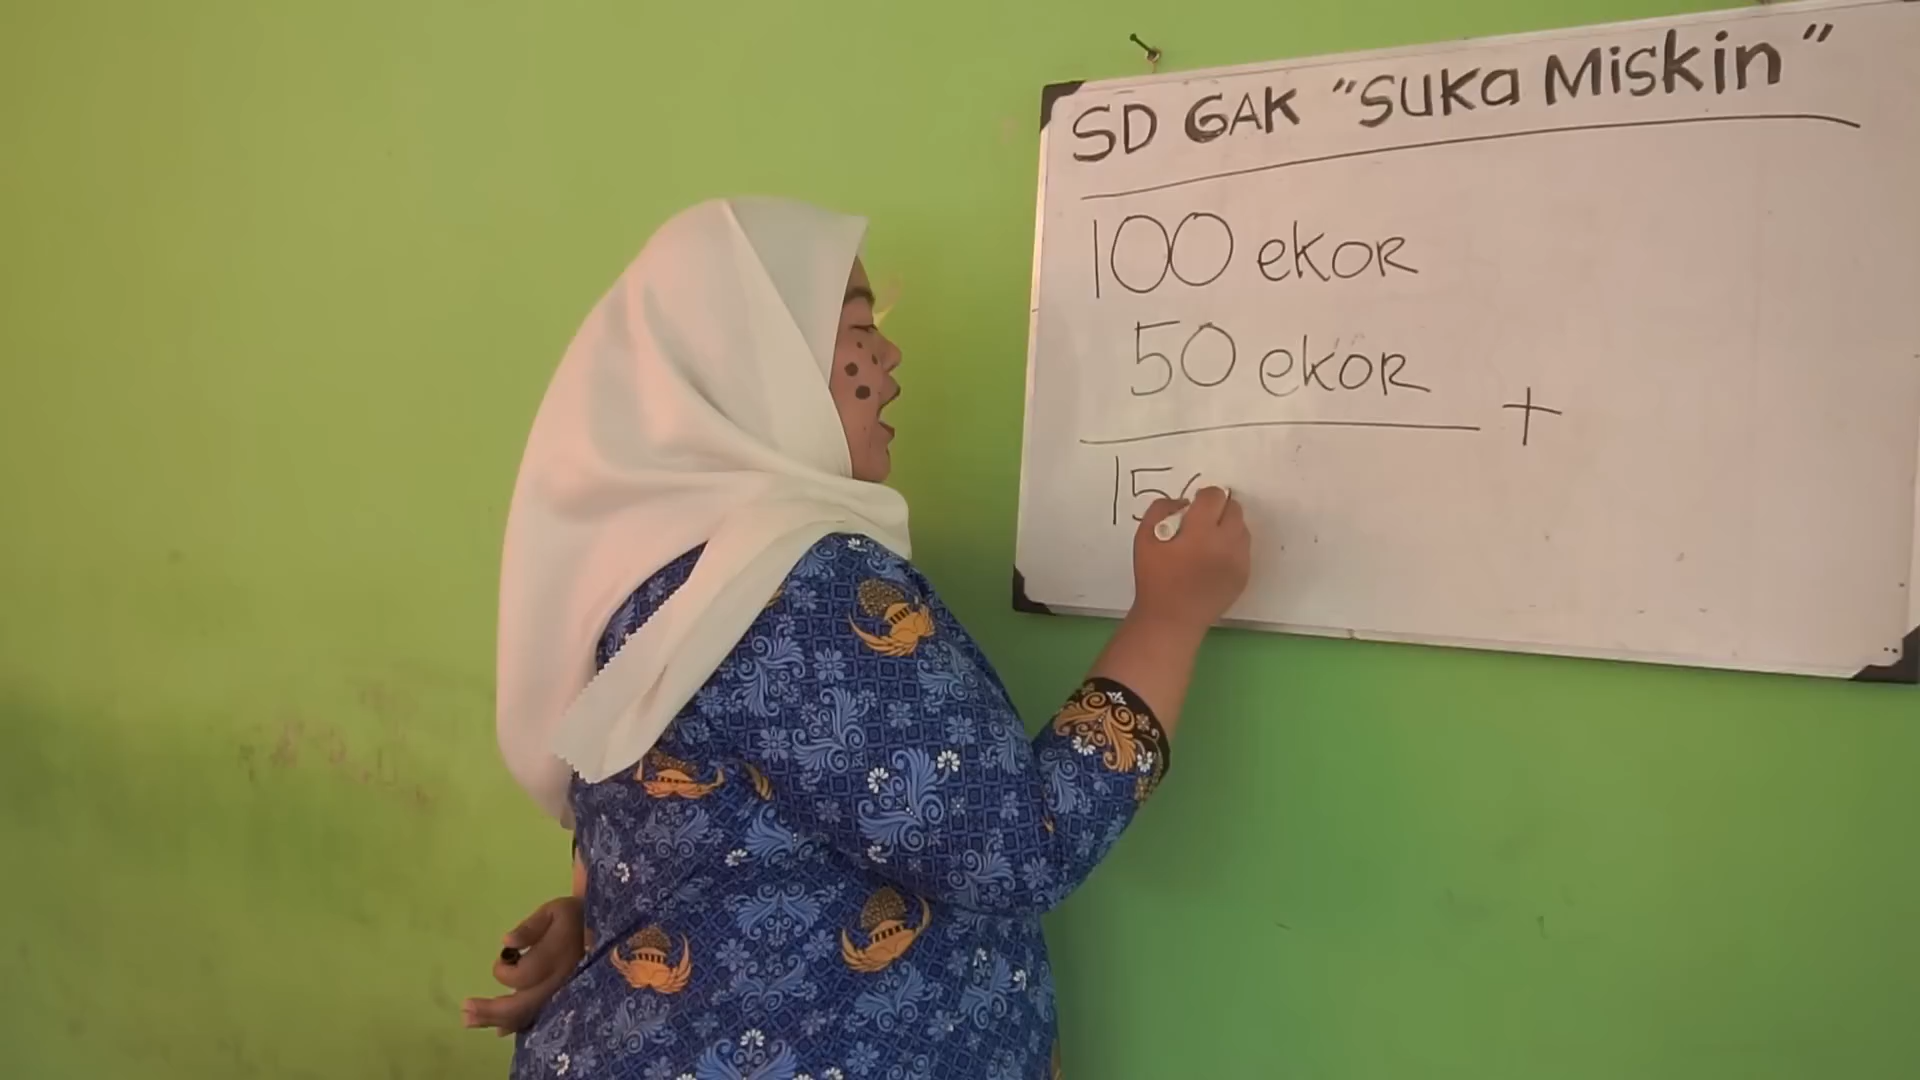 SD GAK "SUKA MiSkin"
100 ekor
50 ekor
+
15